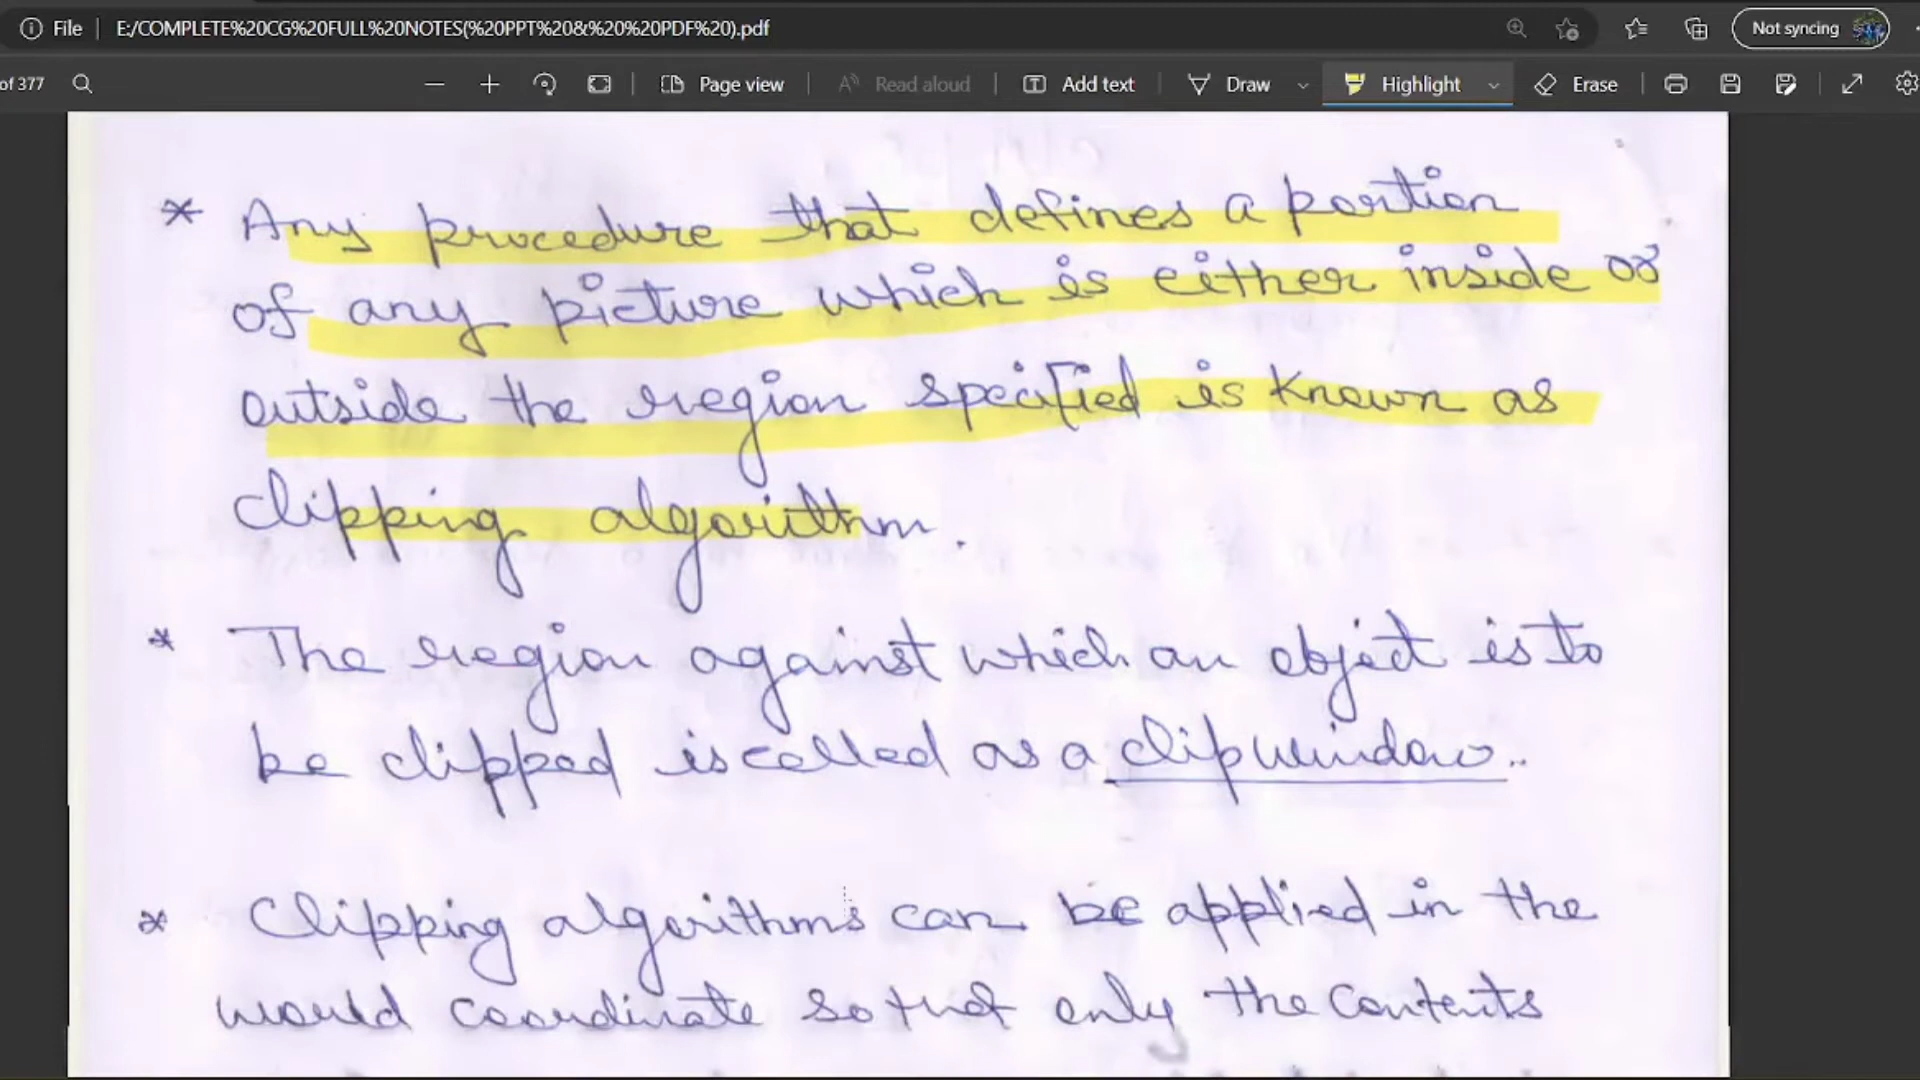 File E:/COMPLETE%20CG%20FULL%20NOTES(%20PPT%20&%20%20PDF%20).pdf Not syncing
of 377 Page view Read aloud Add text Draw Highlight Erase
* Any procedure that defines a portion
of any picture which is either inside or
outside the region specified is known as
clipping algorithm.
* The region against which an object is to
be clipped is called as a clip window..
* Clipping algorithms can be applied in the
would coordinate so that only the contents